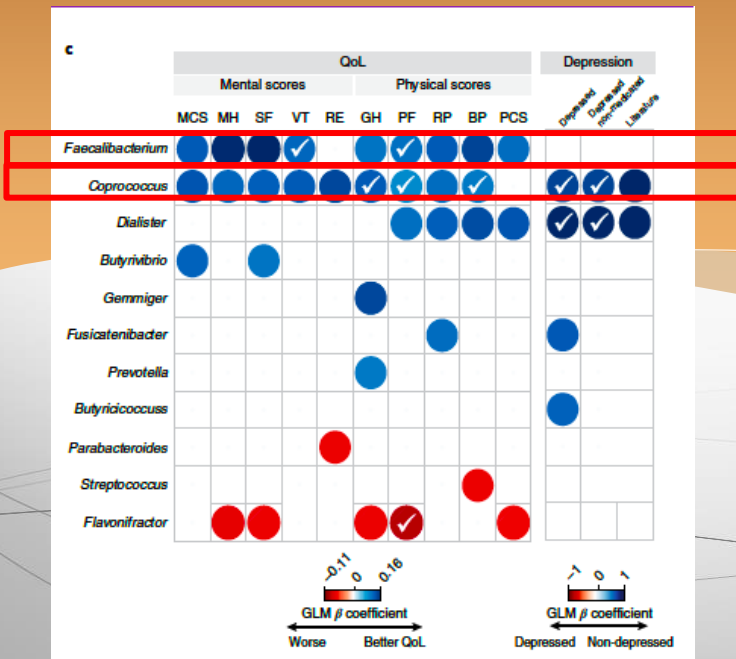 c
QoL Depression
Mental scores Physical scores
MCS MH SF VT RE GH PF RP BP PCS Depressed Depressed non-medicated Literature
Faecalibacterium
Coprococcus
Dialister
Butyrivibrio
Gemmiger
Fusicatenibacter
Prevotella
Butyricicoccuss
Parabacteroides
Streptococcus
Flavonifractor
−0.11 0 0.16 −1 0 1
GLM β coefficient GLM β coefficient
Worse Better QoL Depressed Non-depressed